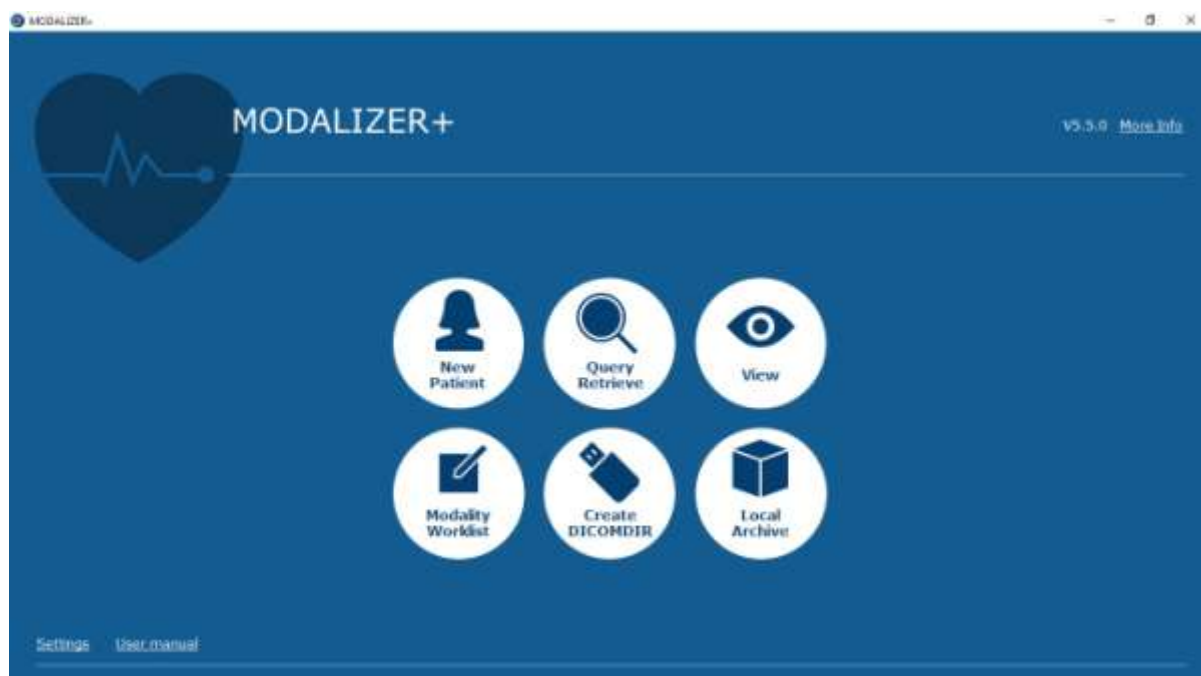 MODALIZER+
MODALIZER+
V5.5.0 More Info
New
Patient
Query
Retrieve
View
Modality
Worklist
Create
DICOMDIR
Local
Archive
Settings User manual